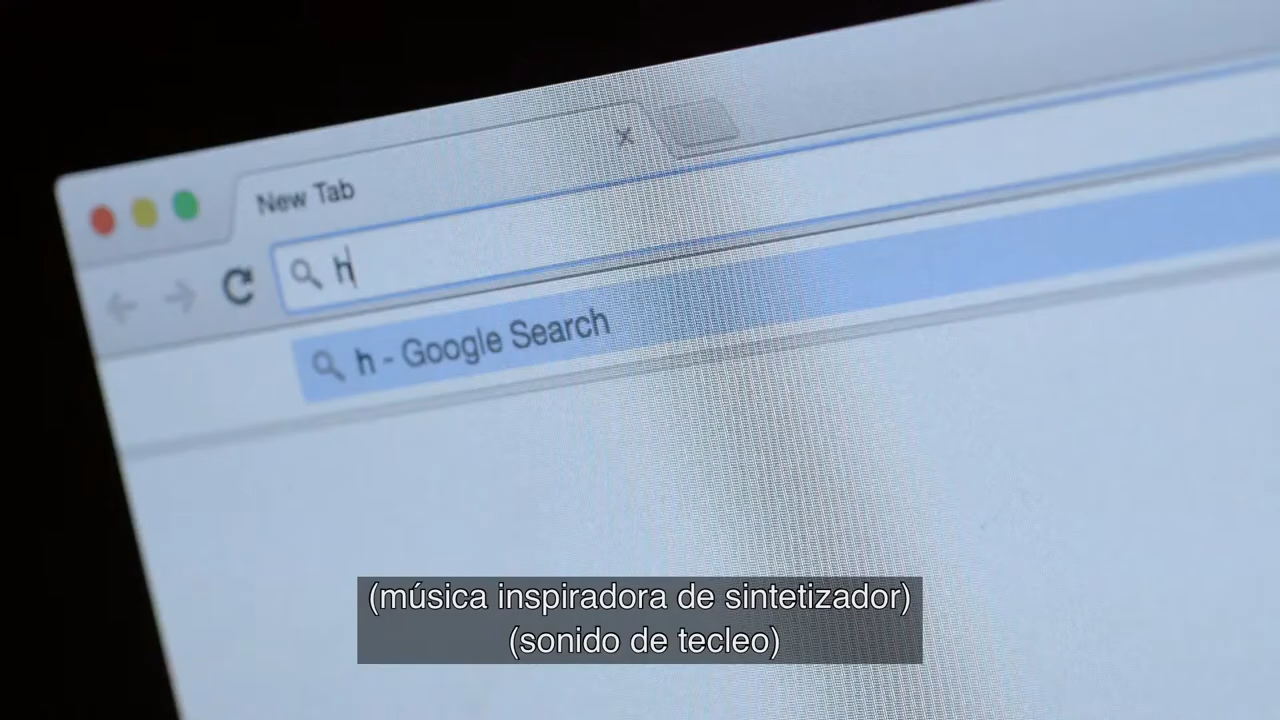 New Tab
h
h - Google Search
(música inspiradora de sintetizador)
(sonido de tecleo)